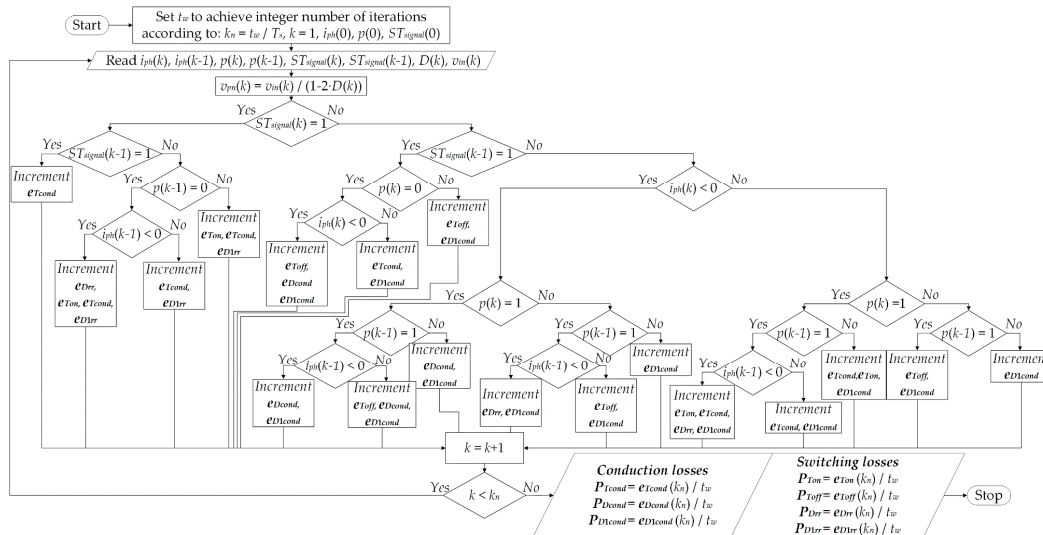 Start
Set tw to achieve integer number of iterations
according to: kn = tw / Ts, k = 1, iph(0), p(0), STsignal(0)
Read iph(k), iph(k-1), p(k), p(k-1), STsignal(k), STsignal(k-1), D(k), vin(k)
vpn(k) = vin(k) / (1-2·D(k))
Yes
No
STsignal(k) = 1
Yes
No
STsignal(k-1) = 1
Yes
No
STsignal(k-1) = 1
Increment
eTcond
Yes
No
p(k-1) = 0
Yes
No
p(k) = 0
Yes
No
iph(k) < 0
Yes
No
iph(k-1) < 0
Increment
eTon, eTcond,
eD1rr
Yes
No
iph(k) < 0
Increment
eToff,
eD1cond
Increment
eDrr,
eTon, eTcond,
eD1rr
Increment
eTcond,
eD1rr
Increment
eToff,
eDcond
eD1cond
Increment
eTcond,
eD1cond
Yes
No
p(k) = 1
Yes
No
p(k) =1
Yes
No
p(k-1) = 1
Yes
No
p(k-1) = 1
Yes
No
p(k-1) = 1
Yes
No
p(k-1) = 1
Yes
No
iph(k-1) < 0
Increment
eDcond,
eD1cond
Yes
No
iph(k-1) < 0
Increment
eD1cond
Yes
No
iph(k-1) < 0
Increment
eTcond,eTon,
eD1cond
Increment
eToff,
eD1cond
Increment
eD1cond
Increment
eDcond,
eD1cond
Increment
eToff, eDcond,
eD1cond
Increment
eDrr, eD1cond
Increment
eToff,
eD1cond
Increment
eTon, eTcond,
eDrr, eD1cond
Increment
eTcond, eD1cond
k = k+1
Yes
No
k < kn
Conduction losses
PTcond = eTcond (kn) / tw
PDcond = eDcond (kn) / tw
PD1cond = eD1cond (kn) / tw
Switching losses
PTon = eTon (kn) / tw
PToff = eToff (kn) / tw
PDrr = eDrr (kn) / tw
PD1rr = eD1rr (kn) / tw
Stop